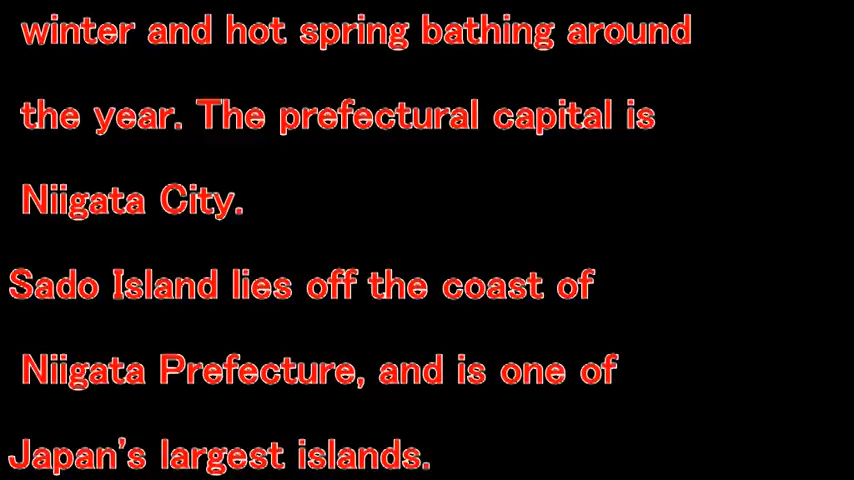 winter and hot spring bathing around
the year. The prefectural capital is
Niigata City.
Sado Island lies off the coast of
Niigata Prefecture, and is one of
Japan's largest islands.